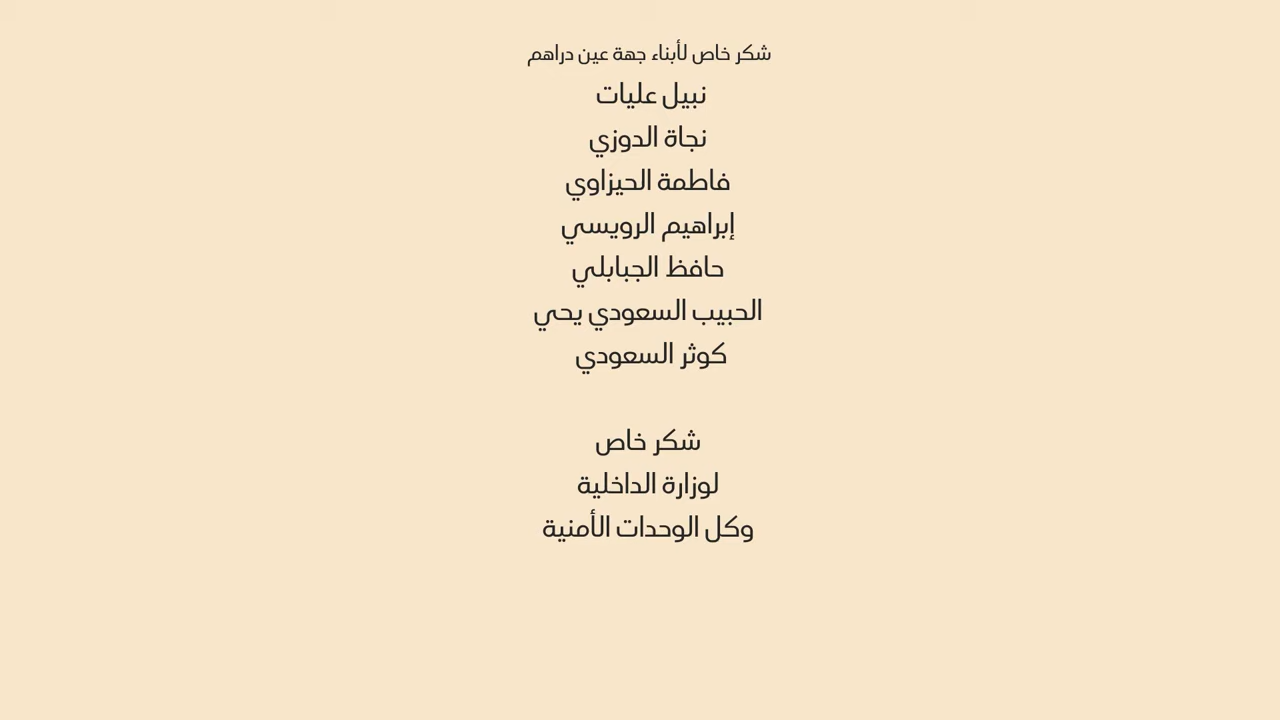 شكر خاص لأبناء جهة عين دراهم
نبيل عليات
نجاة الدوزي
فاطمة الحيزاوي
إبراهيم الرويسي
حافظ الجبابلي
الحبيب السعودي يحي
كوثر السعودي
شكر خاص
لوزارة الداخلية
وكل الوحدات الأمنية